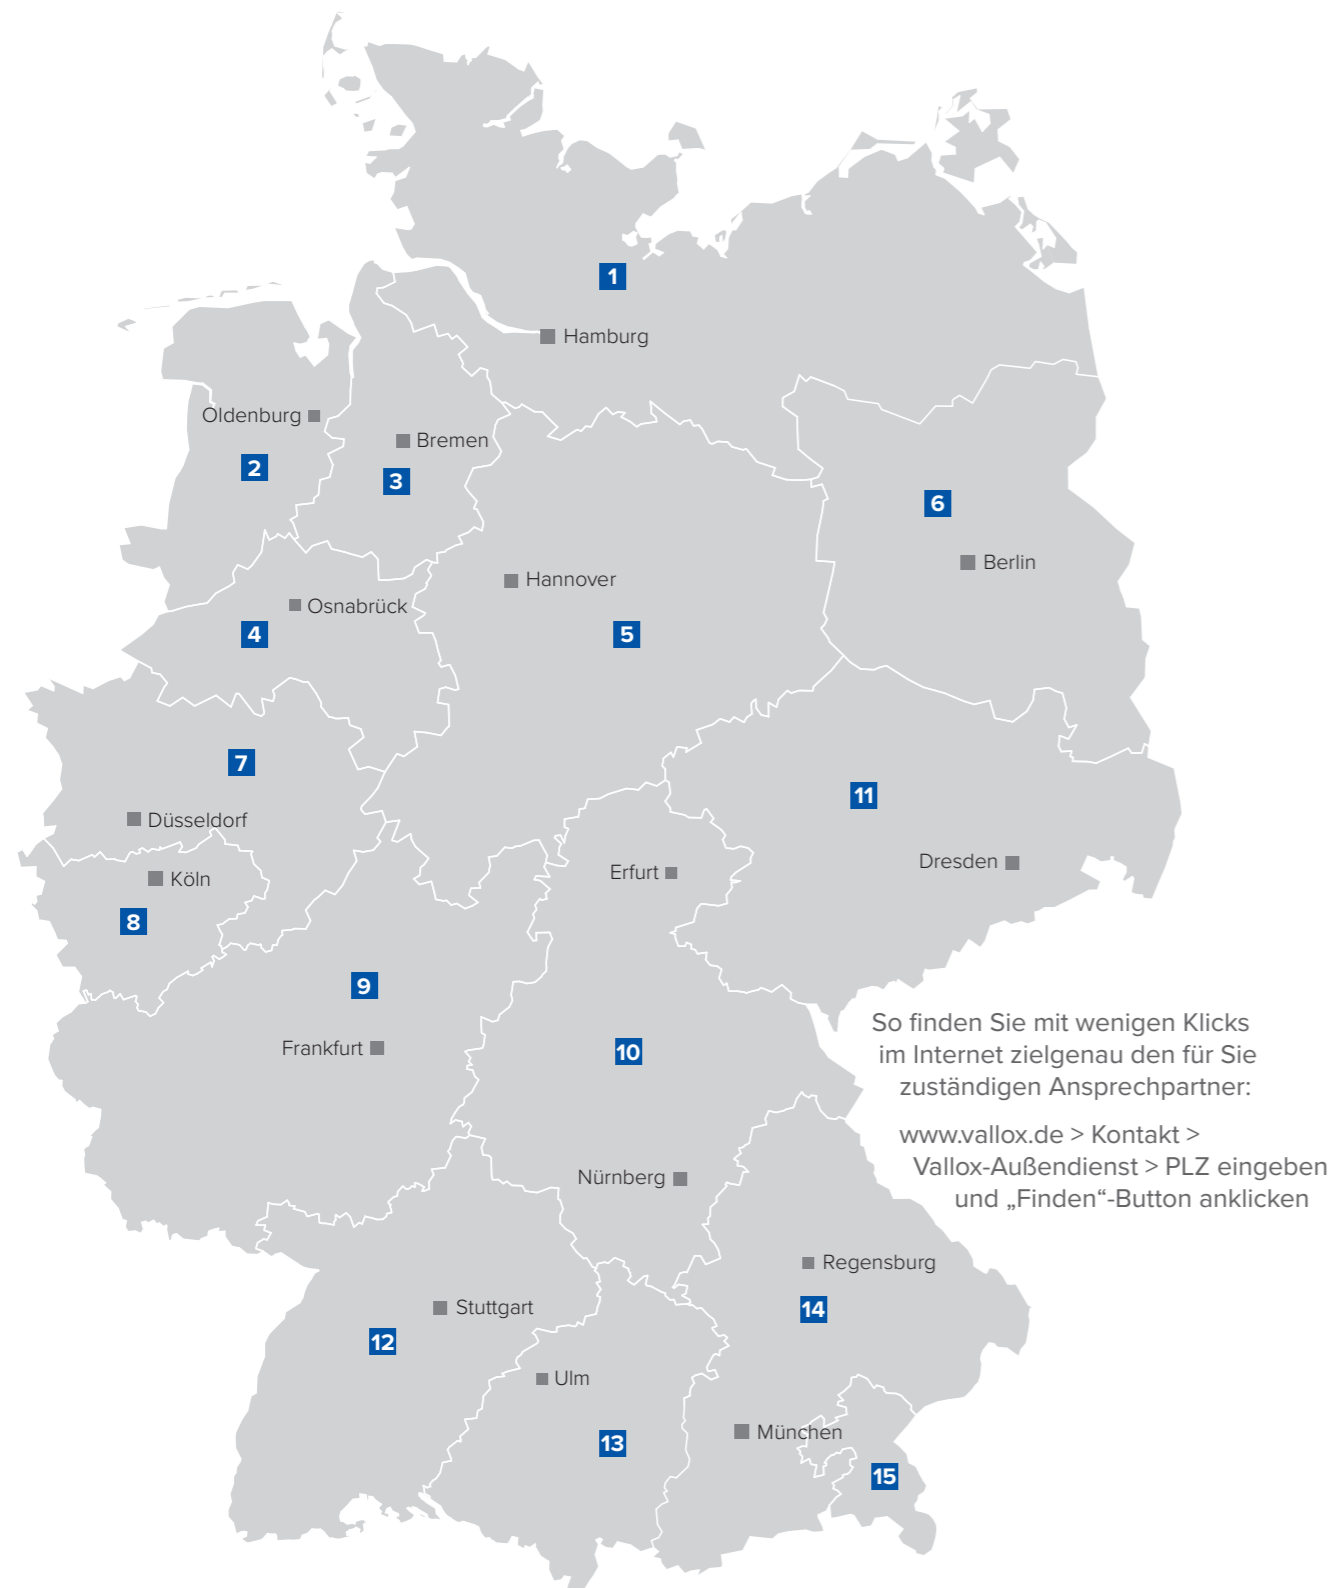 1
Hamburg
Oldenburg
Bremen
2
3
6
Berlin
Hannover
Osnabrück
4
5
7
11
Düsseldorf
Dresden
Erfurt
Köln
8
9
So finden Sie mit wenigen Klicks
im Internet zielgenau den für Sie
zuständigen Ansprechpartner:
www.vallox.de > Kontakt >
Vallox-Außendienst > PLZ eingeben
und „Finden“-Button anklicken
Frankfurt
10
Nürnberg
Regensburg
14
Stuttgart
12
Ulm
München
13
15